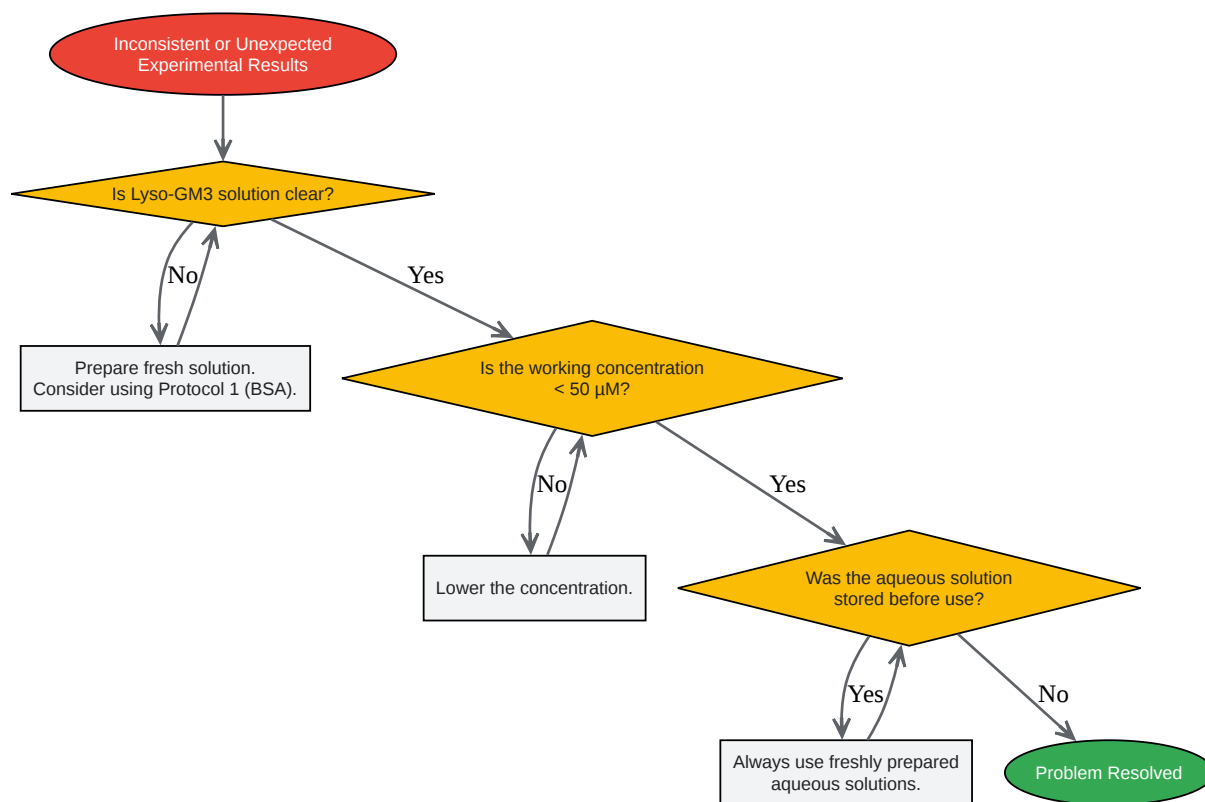 Inconsistent or Unexpected
Experimental Results
Is Lyso-GM3 solution clear?
No
Yes
Prepare fresh solution.
Consider using Protocol 1 (BSA).
Is the working concentration
< 50 µM?
No
Yes
Lower the concentration.
Was the aqueous solution
stored before use?
Yes
No
Always use freshly prepared
aqueous solutions.
Problem Resolved